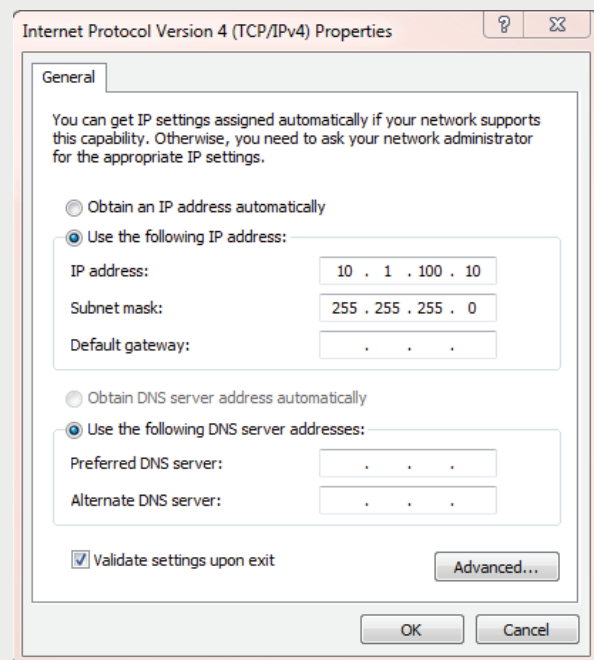 Internet Protocol Version 4 (TCP/IPv4) Properties
General
You can get IP settings assigned automatically if your network supports
this capability. Otherwise, you need to ask your network administrator
for the appropriate IP settings.
Obtain an IP address automatically
Use the following IP address:
IP address: 10 . 1 . 100 . 10
Subnet mask: 255 . 255 . 255 . 0
Default gateway: . . .
Obtain DNS server address automatically
Use the following DNS server addresses:
Preferred DNS server: . . .
Alternate DNS server: . . .
Validate settings upon exit
Advanced...
OK Cancel